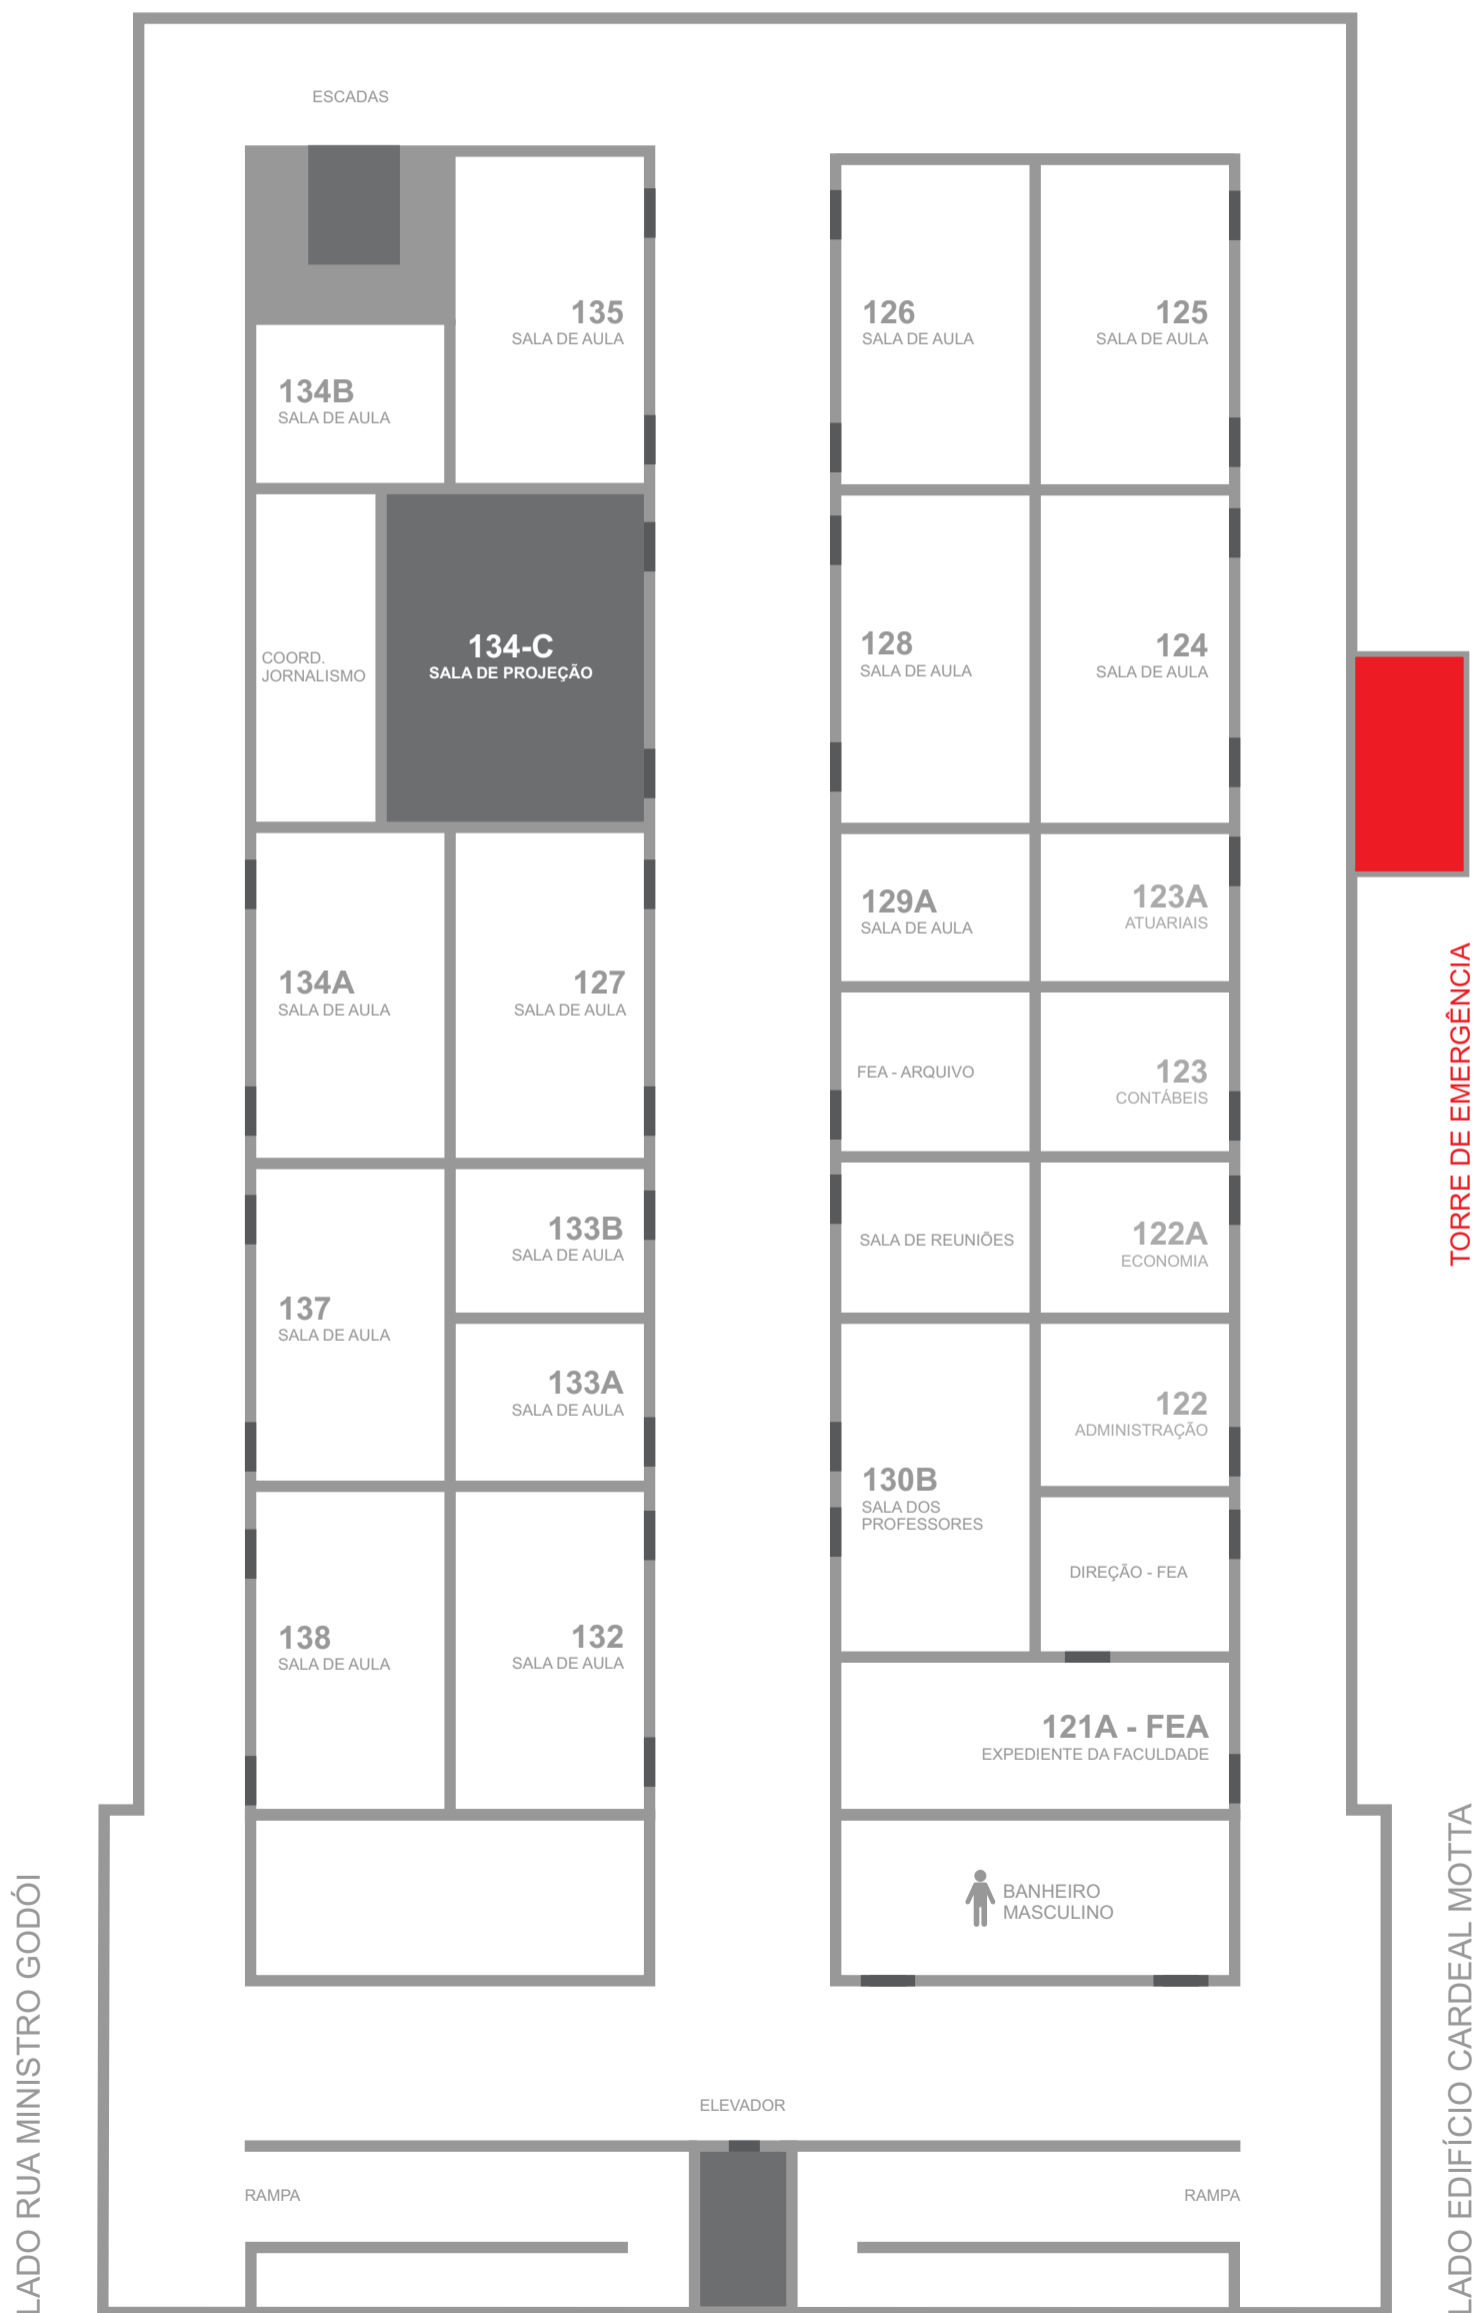 ESCADAS
135
SALA DE AULA
126
SALA DE AULA
125
SALA DE AULA
134B
SALA DE AULA
COORD.
JORNALISMO
134-C
SALA DE PROJEÇÃO
128
SALA DE AULA
124
SALA DE AULA
129A
SALA DE AULA
123A
ATUARIAIS
134A
SALA DE AULA
127
SALA DE AULA
FEA - ARQUIVO
123
CONTÁBEIS
TORRE DE EMERGÊNCIA
133B
SALA DE AULA
SALA DE REUNIÕES
122A
ECONOMIA
137
SALA DE AULA
133A
SALA DE AULA
122
ADMINISTRAÇÃO
130B
SALA DOS
PROFESSORES
DIREÇÃO - FEA
138
SALA DE AULA
132
SALA DE AULA
121A - FEA
EXPEDIENTE DA FACULDADE
BANHEIRO
MASCULINO
LADO RUA MINISTRO GODÓI
LADO EDIFÍCIO CARDEAL MOTTA
ELEVADOR
RAMPA
RAMPA